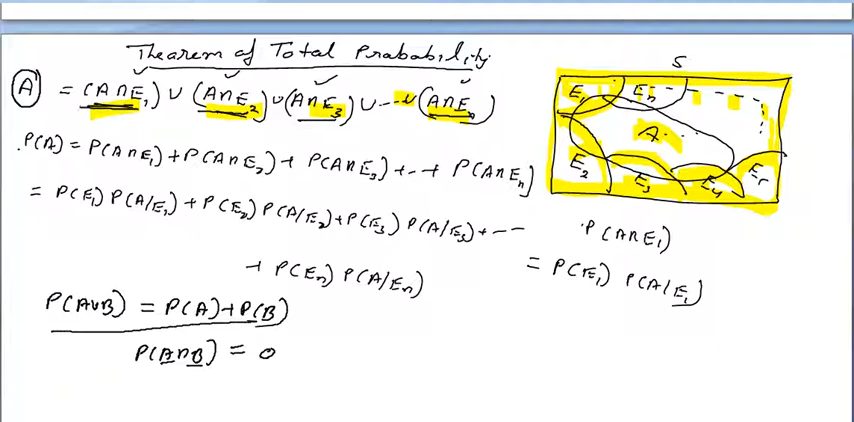 Theorem of Total Probability
A = (A∩E₁) ∪ (A∩E₂) ∪ (A∩E₃) ∪ --- ∪ (A∩Eₙ)
P(A) = P(A∩E₁) + P(A∩E₂) + P(A∩E₃) + -- + P(A∩Eₙ)
= P(E₁) P(A/E₁) + P(E₂) P(A/E₂) + P(E₃) P(A/E₃) + ---
+ P(Eₙ) P(A/Eₙ)
P(A∪B) = P(A) + P(B)
P(A∩B) = 0
S
E₁ Eₙ
A
E₂ E₃ E₄ E₅
P(A∩E₁)
= P(E₁) P(A/E₁)